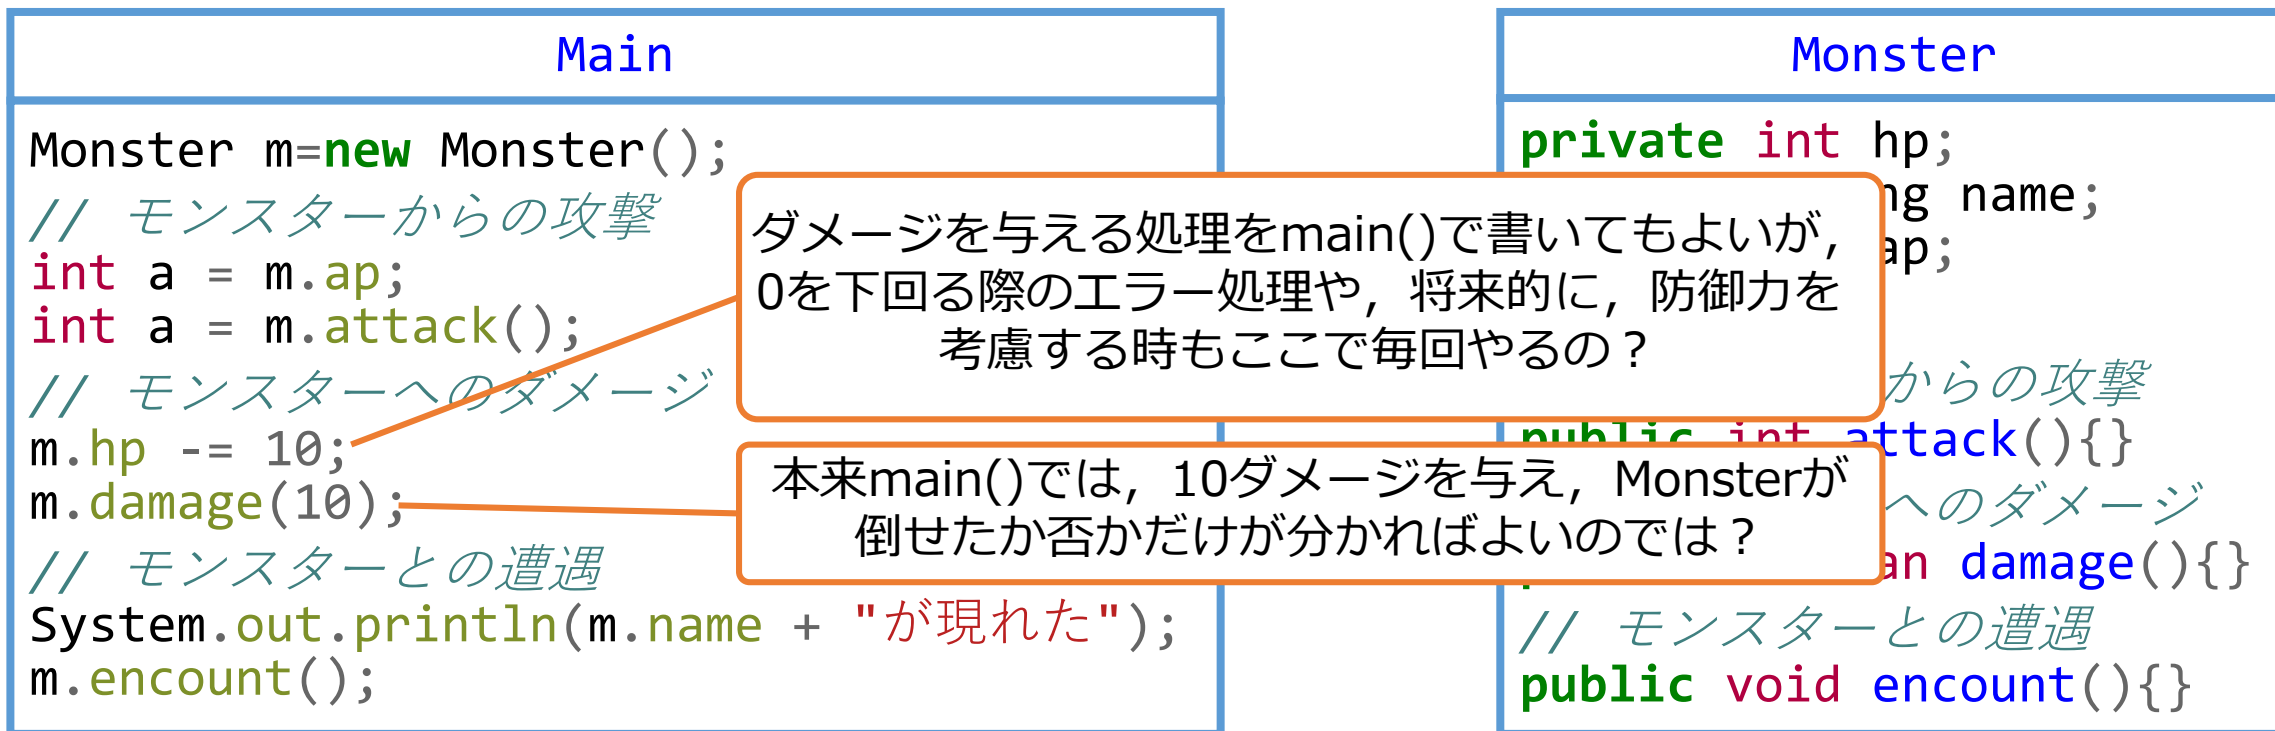 Main
Monster m=new Monster();
// モンスターからの攻撃
int a = m.ap;
int a = m.attack();
// モンスターへのダメージ
m.hp -= 10;
m.damage(10);
// モンスターとの遭遇
System.out.println(m.name + "が現れた");
m.encount();
ダメージを与える処理をmain()で書いてもよいが，
0を下回る際のエラー処理や，将来的に，防御力を
考慮する時もここで毎回やるの？
本来main()では，10ダメージを与え，Monsterが
倒せたか否かだけが分かればよいのでは？
Monster
private int hp;
name;
ap;
からの攻撃
public int attack(){}
へのダメージ
damage(){}
// モンスターとの遭遇
public void encount(){}